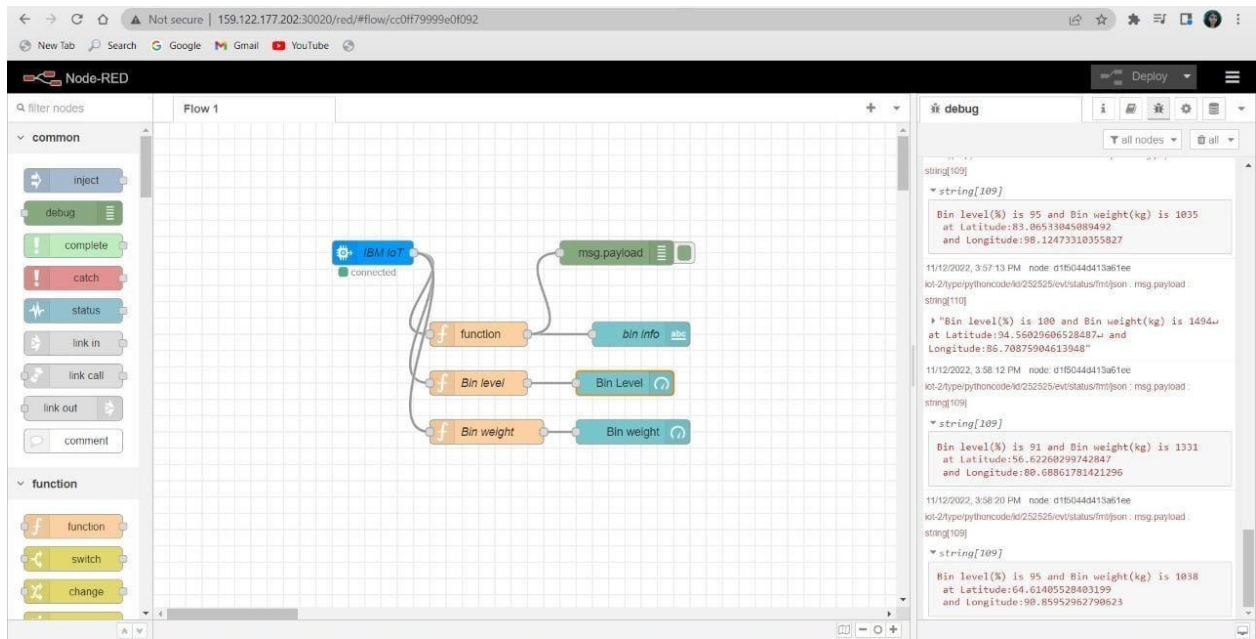 Not secure | 159.122.177.202:30020/red/#flow/cc0ff79999e0f092
New Tab Search Google Gmail YouTube
Node-RED Deploy
filter nodes
Flow 1
debug
i
all nodes all
common
inject
debug
complete
catch
status
link in
link call
link out
comment
function
f function
switch
change
IBM IoT
connected
msg.payload
f function
bin info abc
f Bin level
Bin Level
f Bin weight
Bin weight
string[109]
string[109]
Bin level(%) is 95 and Bin weight(kg) is 1035
at Latitude:83.06533045089492
and Longitude:98.12473310355827
11/12/2022, 3:57:13 PM node: d1f5044d413a61ee
iot-2/type/pythoncode/id/252525/evt/status/fmt/json : msg.payload :
string[110]
"Bin level(%) is 100 and Bin weight(kg) is 1494↵
at Latitude:94.56029606528487↵ and
Longitude:86.70875904613948"
11/12/2022, 3:58:12 PM node: d1f5044d413a61ee
iot-2/type/pythoncode/id/252525/evt/status/fmt/json : msg.payload :
string[109]
string[109]
Bin level(%) is 91 and Bin weight(kg) is 1331
at Latitude:56.62260299742847
and Longitude:80.68861781421296
11/12/2022, 3:58:20 PM node: d1f5044d413a61ee
iot-2/type/pythoncode/id/252525/evt/status/fmt/json : msg.payload :
string[109]
string[109]
Bin level(%) is 95 and Bin weight(kg) is 1038
at Latitude:64.61405528403199
and Longitude:90.85952962790623